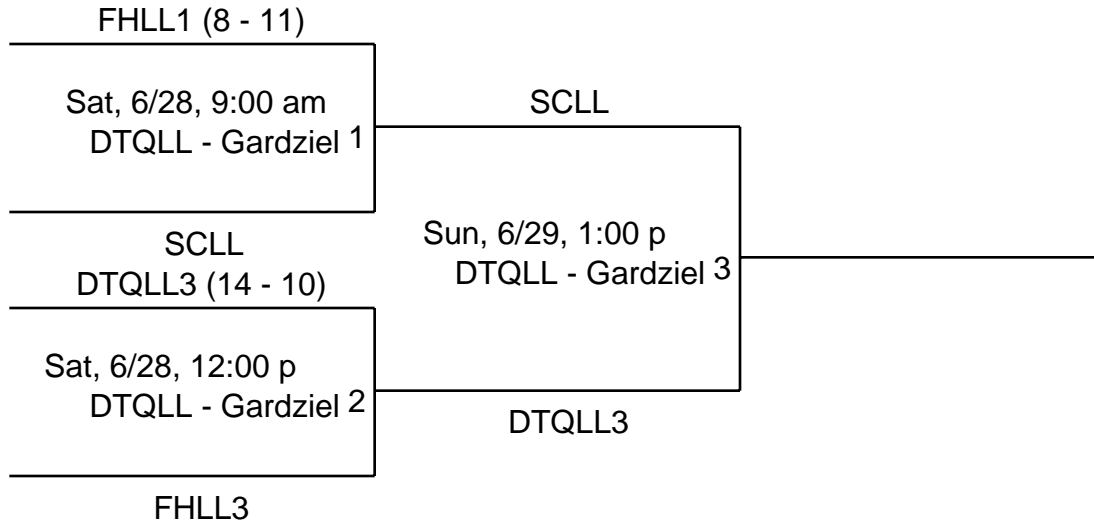 FHLL1 (8 - 11)
Sat, 6/28, 9:00 am
DTQLL - Gardziel 1
SCLL
SCLL
DTQLL3 (14 - 10)
Sat, 6/28, 12:00 p
DTQLL - Gardziel 2
FHLL3
Sun, 6/29, 1:00 p
DTQLL - Gardziel 3
DTQLL3